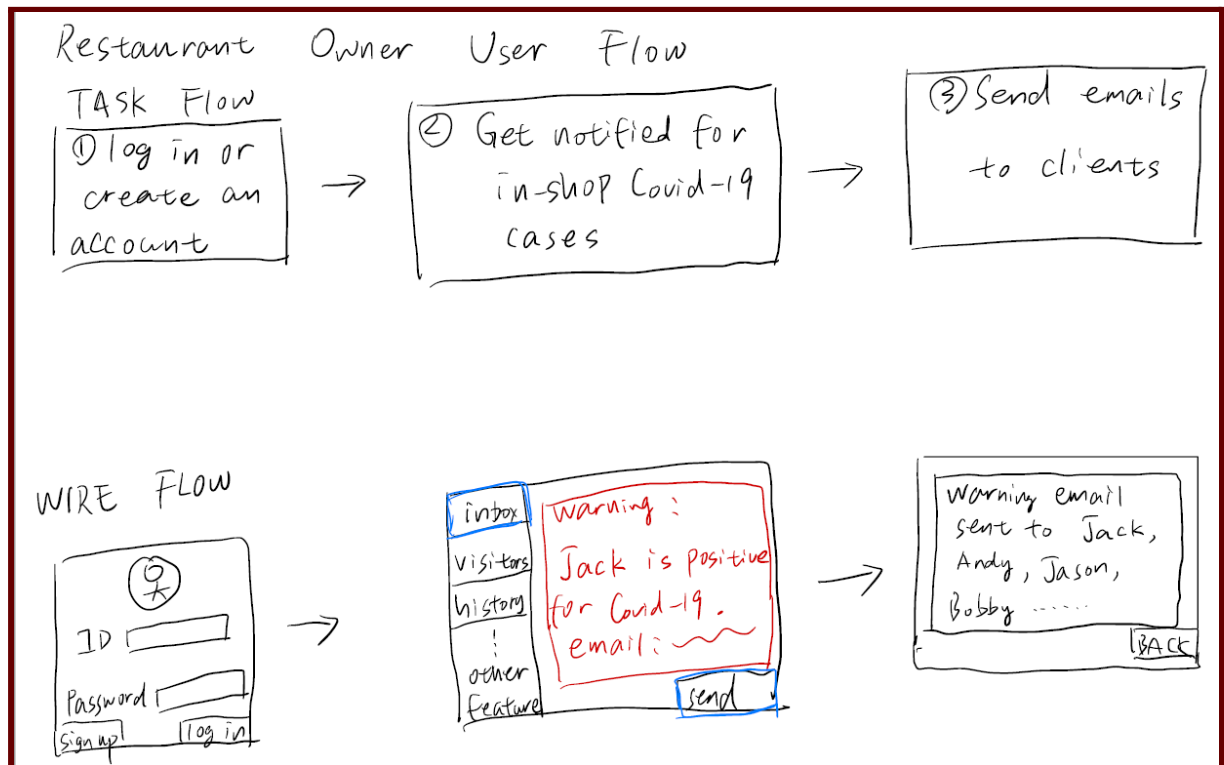 Restaurant Owner User Flow
TASK Flow
① log in or
create an
account
② Get notified for
in-shop Covid-19
cases
③ Send emails
to clients
WIRE FLOW
ID
Password
sign up
log in
inbox
visitors
history
other
feature
Warning :
Jack is positive
for Covid-19 .
email :
send
Warning email
sent to Jack,
Andy, Jason,
Bobby ......
BACK